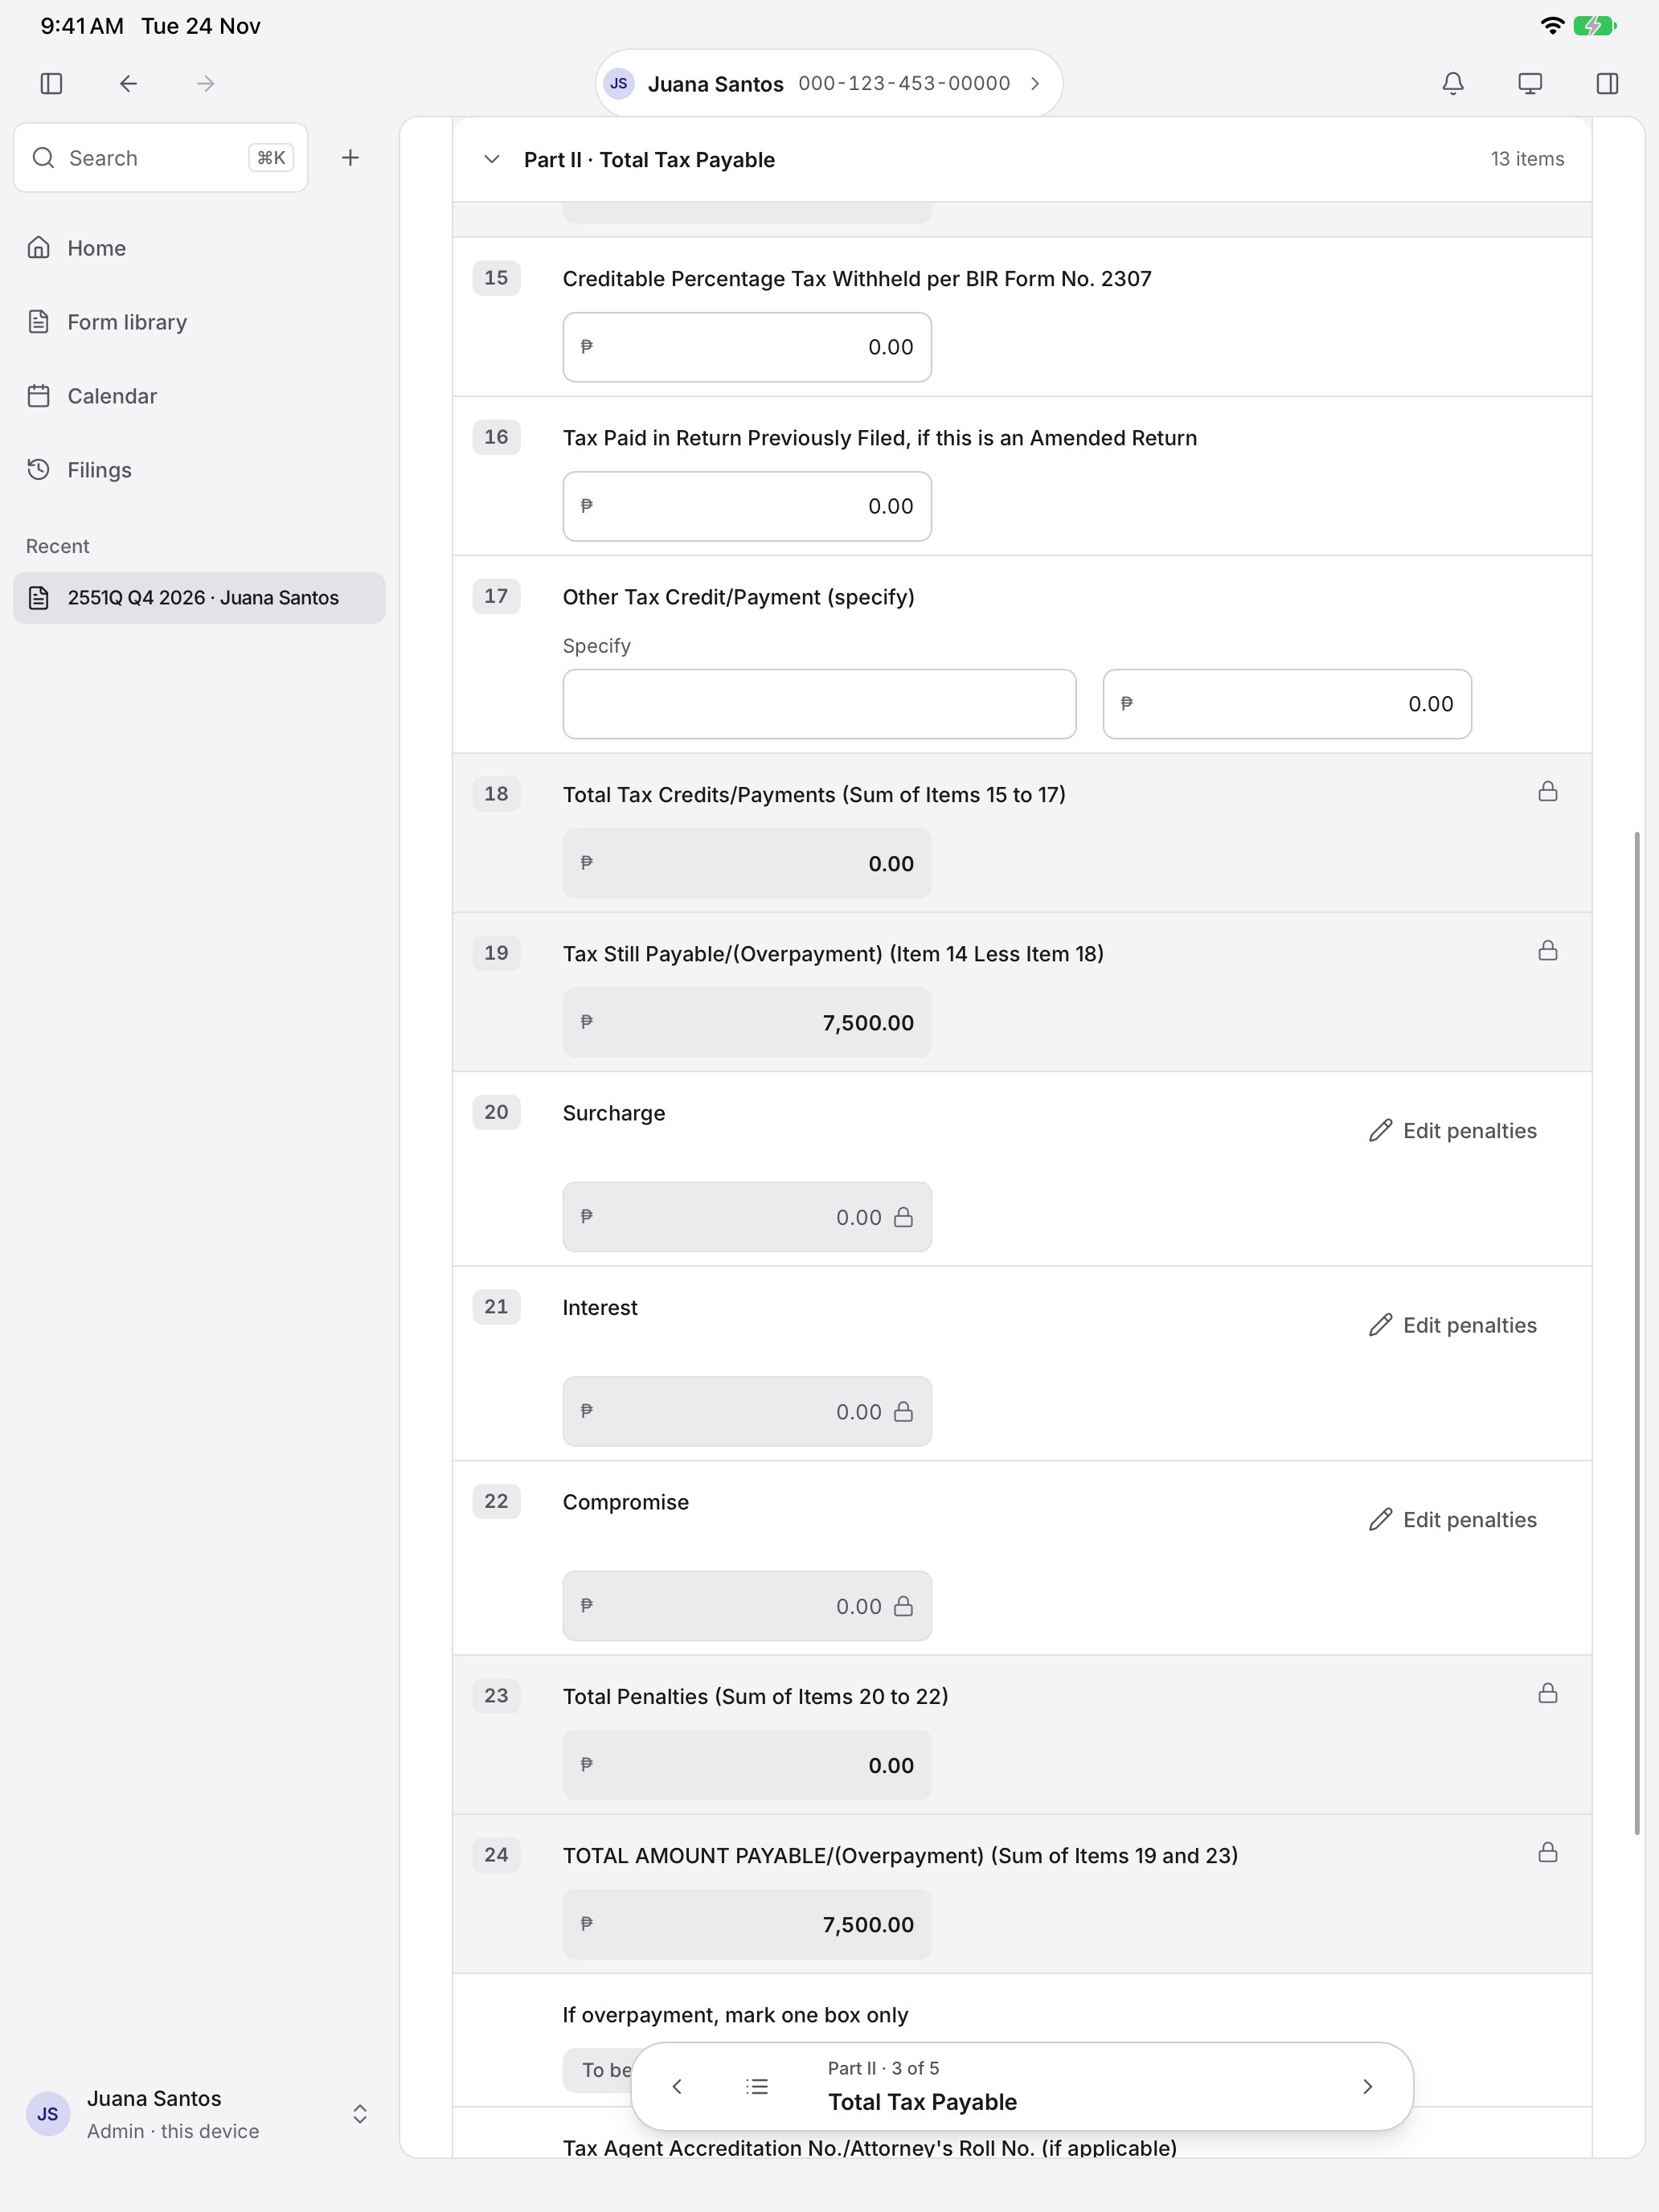 9:41 AM Tue 24 Nov
JS Juana Santos 000-123-453-00000
Search ⌘K
Home
Form library
Calendar
Filings
Recent
2551Q Q4 2026 · Juana Santos
Part II · Total Tax Payable 13 items
15 Creditable Percentage Tax Withheld per BIR Form No. 2307
₱ 0.00
16 Tax Paid in Return Previously Filed, if this is an Amended Return
₱ 0.00
17 Other Tax Credit/Payment (specify)
Specify
₱ 0.00
18 Total Tax Credits/Payments (Sum of Items 15 to 17)
₱ 0.00
19 Tax Still Payable/(Overpayment) (Item 14 Less Item 18)
₱ 7,500.00
20 Surcharge Edit penalties
₱ 0.00
21 Interest Edit penalties
₱ 0.00
22 Compromise Edit penalties
₱ 0.00
23 Total Penalties (Sum of Items 20 to 22)
₱ 0.00
24 TOTAL AMOUNT PAYABLE/(Overpayment) (Sum of Items 19 and 23)
₱ 7,500.00
If overpayment, mark one box only
To be
Part II · 3 of 5
Total Tax Payable
Tax Agent Accreditation No./Attorney's Roll No. (if applicable)
JS Juana Santos
Admin · this device